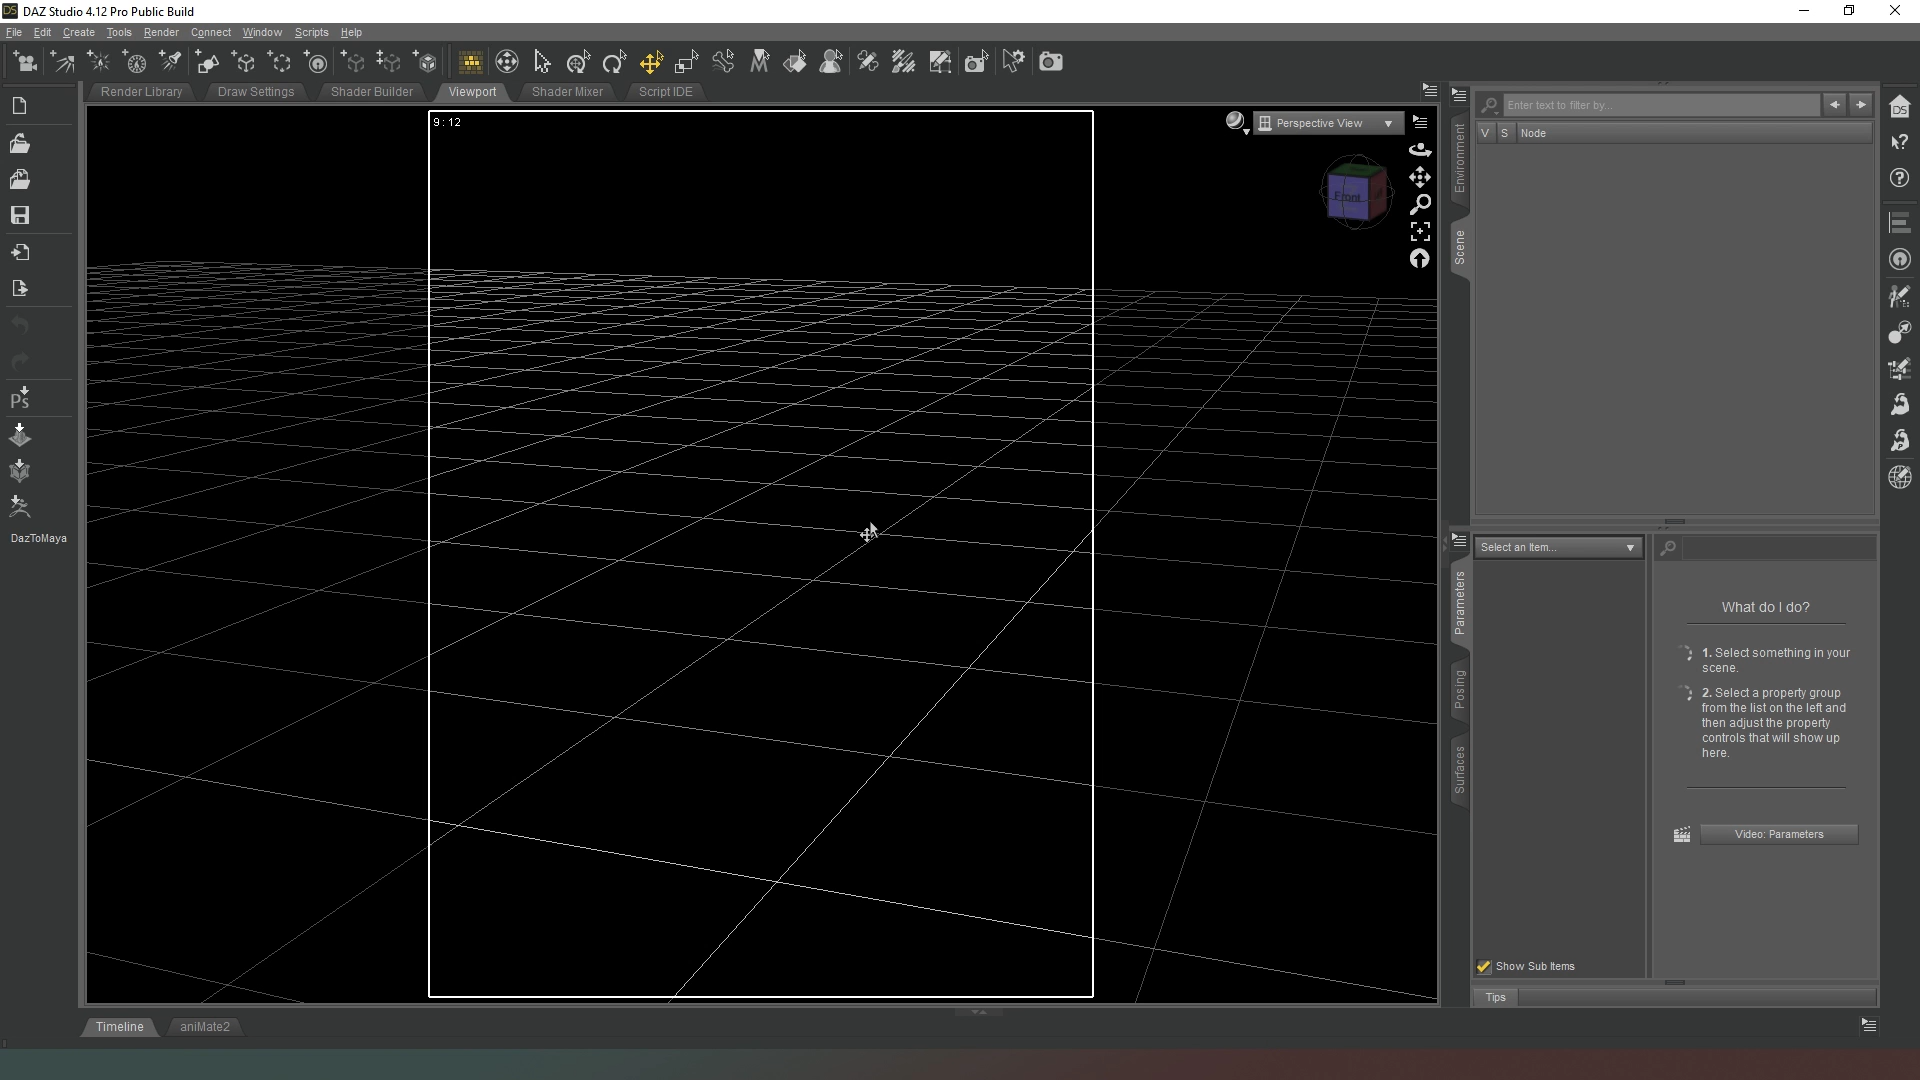 DAZ Studio 4.12 Pro Public Build
File Edit Create Tools Render Connect Window Scripts Help
Render Library Draw Settings Shader Builder Viewport Shader Mixer Script IDE
9 : 12
Perspective View
Front
Enter text to filter by...
V S Node
Environment
Scene
DS
Ps
DazToMaya
Select an Item...
Parameters
Posing
Surfaces
What do I do?
1. Select something in your
scene.
2. Select a property group
from the list on the left and
then adjust the property
controls that will show up
here.
Video: Parameters
Show Sub Items
Tips
Timeline aniMate2